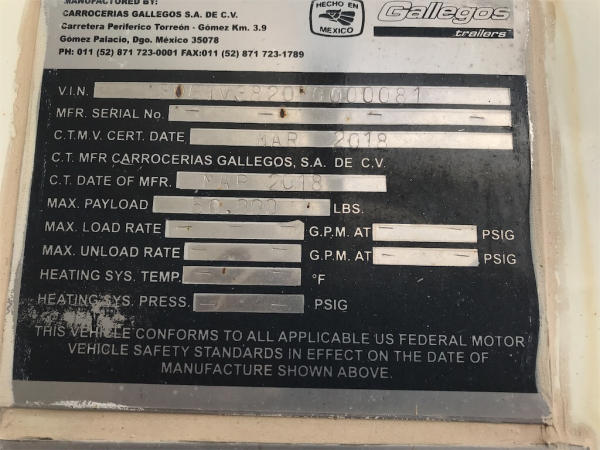 MANUFACTURED BY:
CARROCERIAS GALLEGOS S.A. DE C.V.
Carretera Periferico Torreón - Gómez Km. 3.9
Gómez Palacio, Dgo. México 35078
PH: 011 (52) 871 723-0001 FAX:011 (52) 871 723-1789
HECHO EN
MEXICO
Gallegos
trailers
V.I.N.
MFR. SERIAL No. - - - -
C.T.M.V. CERT. DATE MAR 2018
C.T. MFR CARROCERIAS GALLEGOS, S.A. DE C.V.
C.T. DATE OF MFR. MAR 2018
MAX. PAYLOAD LBS.
MAX. LOAD RATE - - - G.P.M. AT - - PSIG
MAX. UNLOAD RATE - - - G.P.M. AT - - PSIG
HEATING SYS. TEMP. - - - °F
HEATING SYS. PRESS. - - - PSIG
THIS VEHICLE CONFORMS TO ALL APPLICABLE US FEDERAL MOTOR
VEHICLE SAFETY STANDARDS IN EFFECT ON THE DATE OF
MANUFACTURE SHOWN ABOVE.